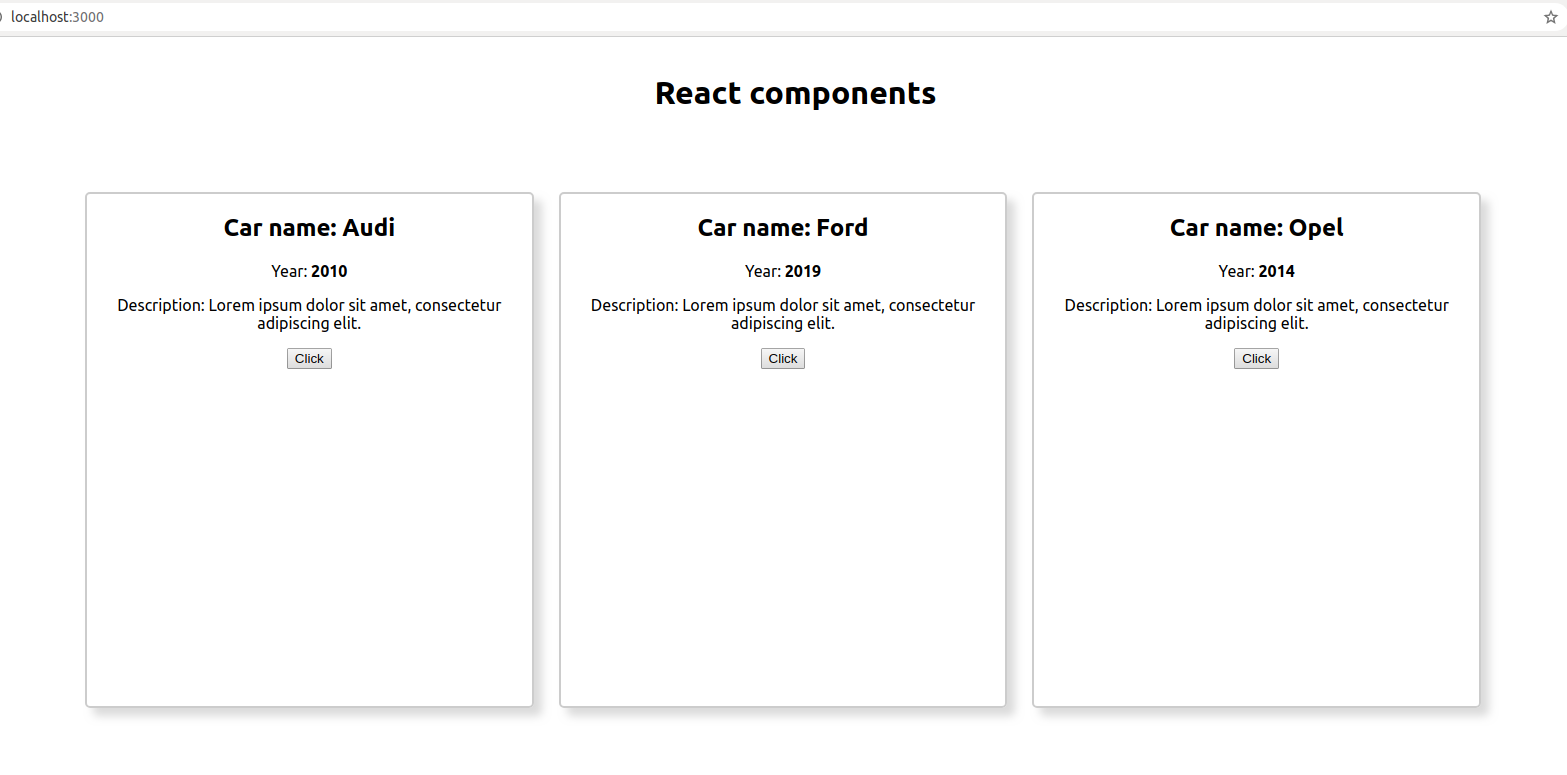 localhost:3000
React components
Car name: Audi
Year: 2010
Description: Lorem ipsum dolor sit amet, consectetur
adipiscing elit.
Click
Car name: Ford
Year: 2019
Description: Lorem ipsum dolor sit amet, consectetur
adipiscing elit.
Click
Car name: Opel
Year: 2014
Description: Lorem ipsum dolor sit amet, consectetur
adipiscing elit.
Click